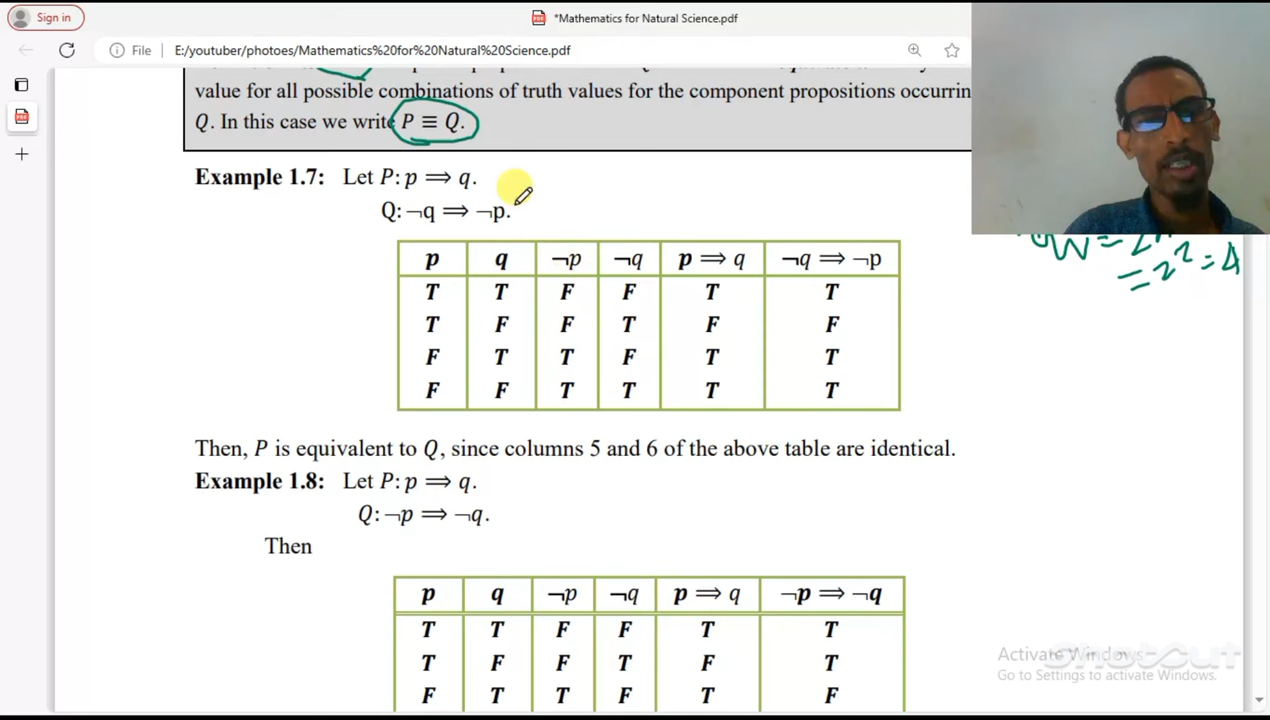 Sign in
*Mathematics for Natural Science.pdf
File E:/youtuber/photoes/Mathematics%20for%20Natural%20Science.pdf
value for all possible combinations of truth values for the component propositions occurrin
Q. In this case we write P ≡ Q.
Example 1.7: Let P: p ⟹ q.
Q: ¬q ⟹ ¬p.
W = 2
= 2² = 4
p q ¬p ¬q p ⟹ q ¬q ⟹ ¬p
T T F F T T
T F F T F F
F T T F T T
F F T T T T
Then, P is equivalent to Q, since columns 5 and 6 of the above table are identical.
Example 1.8: Let P: p ⟹ q.
Q: ¬p ⟹ ¬q.
Then
p q ¬p ¬q p ⟹ q ¬p ⟹ ¬q
T T F F T T
T F F T F T
F T T F T F
Activate Windows
Go to Settings to activate Windows.